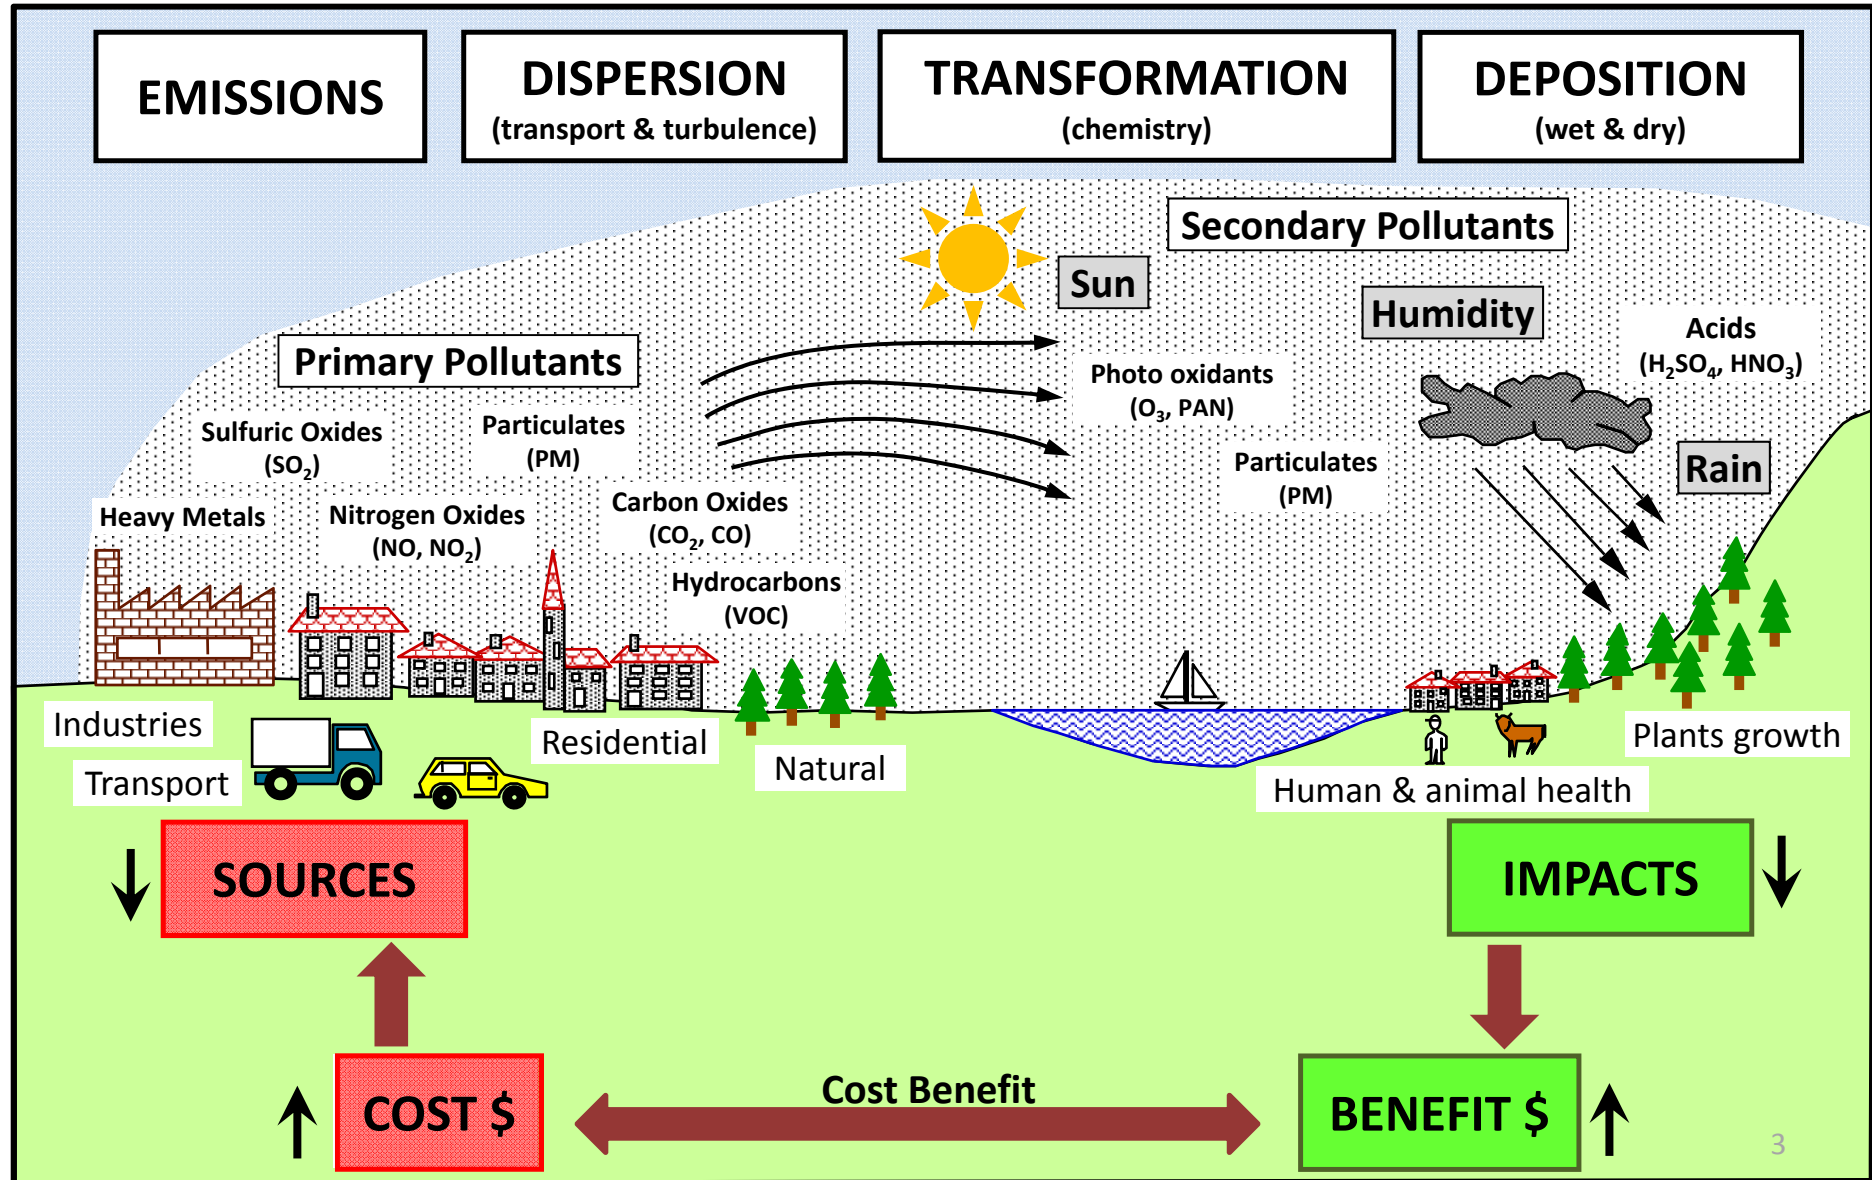 EMISSIONS
DISPERSION
(transport & turbulence)
TRANSFORMATION
(chemistry)
DEPOSITION
(wet & dry)
Secondary Pollutants
Sun
Humidity
Acids
(H₂SO₄, HNO₃)
Primary Pollutants
Photo oxidants
(O₃, PAN)
Sulfuric Oxides
(SO₂)
Particulates
(PM)
Particulates
(PM)
Rain
Heavy Metals
Nitrogen Oxides
(NO, NO₂)
Carbon Oxides
(CO₂, CO)
Hydrocarbons
(VOC)
Industries
Transport
Residential
Natural
Human & animal health
Plants growth
SOURCES
IMPACTS
COST $
Cost Benefit
BENEFIT $
3